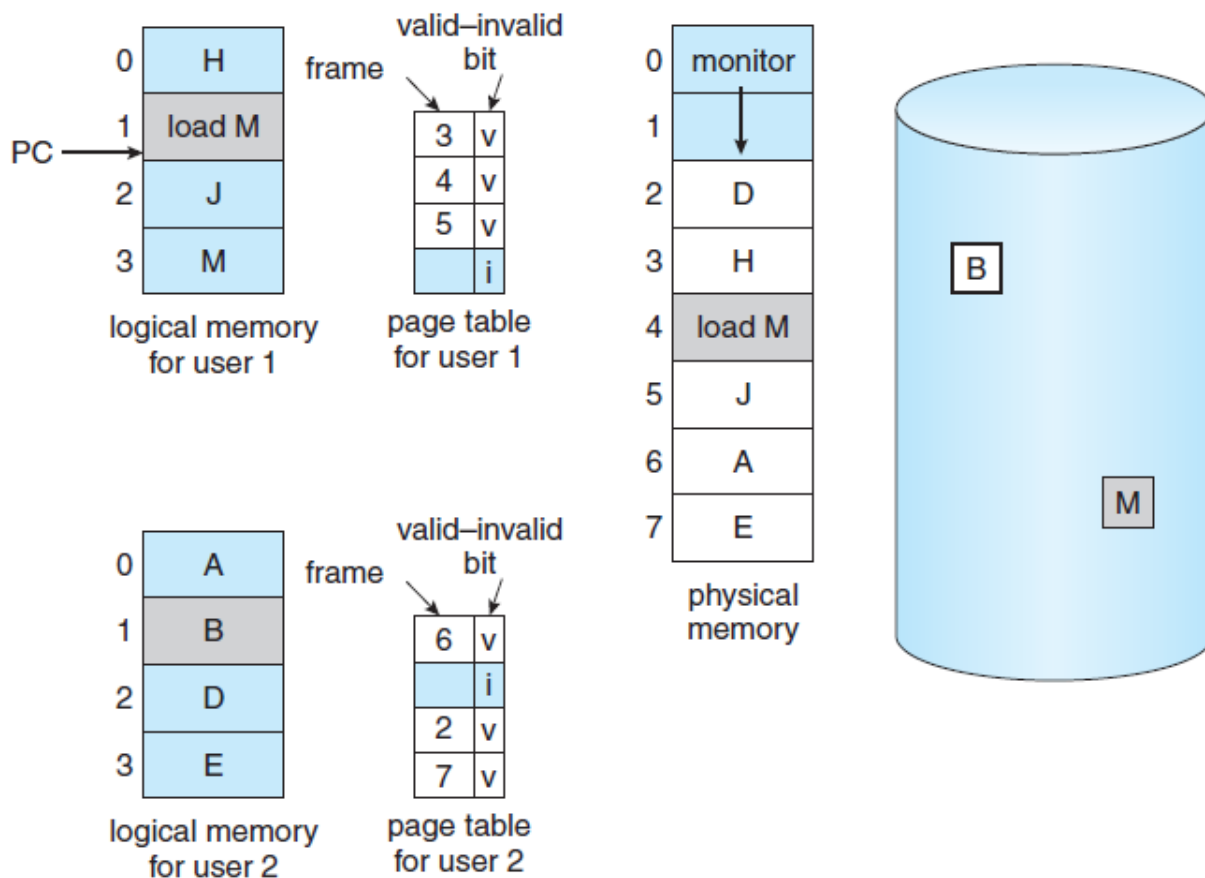 valid–invalid
bit
frame
0 H
1 load M
PC
2 J
3 M
3 v
4 v
5 v
i
logical memory
for user 1
page table
for user 1
0 monitor
1
2 D
3 H
4 load M
5 J
6 A
7 E
physical
memory
B
M
valid–invalid
bit
frame
0 A
1 B
2 D
3 E
6 v
i
2 v
7 v
logical memory
for user 2
page table
for user 2